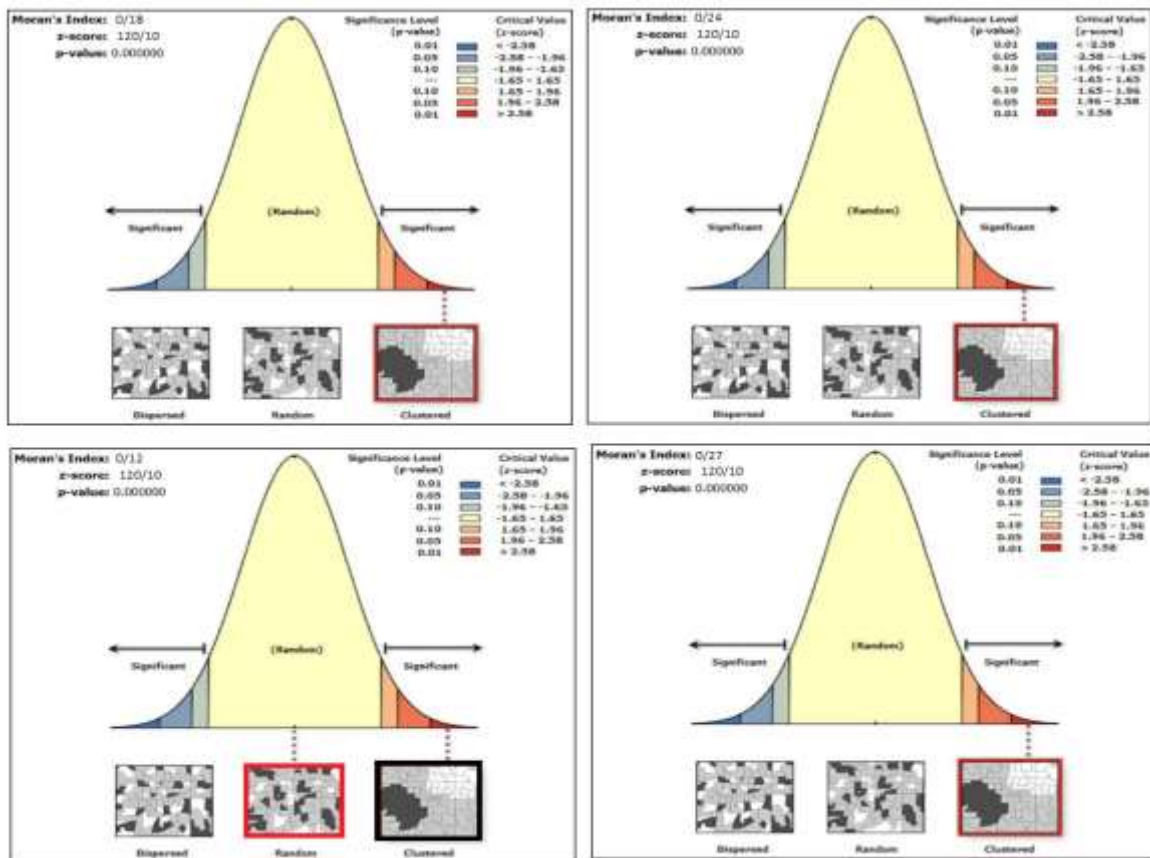 Moran's Index: 0/18
z-score: 120/10
p-value: 0.000000
Significance Level (p-value) Critical Value (z-score)
0.01 < -2.58
0.05 -2.58 – -1.96
0.10 -1.96 – -1.65
--- -1.65 – 1.65
0.10 1.65 – 1.96
0.05 1.96 – 2.58
0.01 > 2.58
Significant (Random) Significant
Dispersed Random Clustered
Moran's Index: 0/24
z-score: 120/10
p-value: 0.000000
Significance Level (p-value) Critical Value (z-score)
0.01 < -2.58
0.05 -2.58 – -1.96
0.10 -1.96 – -1.65
--- -1.65 – 1.65
0.10 1.65 – 1.96
0.05 1.96 – 2.58
0.01 > 2.58
Significant (Random) Significant
Dispersed Random Clustered
Moran's Index: 0/12
z-score: 120/10
p-value: 0.000000
Significance Level (p-value) Critical Value (z-score)
0.01 < -2.58
0.05 -2.58 – -1.96
0.10 -1.96 – -1.65
--- -1.65 – 1.65
0.10 1.65 – 1.96
0.05 1.96 – 2.58
0.01 > 2.58
Significant (Random) Significant
Dispersed Random Clustered
Moran's Index: 0/27
z-score: 120/10
p-value: 0.000000
Significance Level (p-value) Critical Value (z-score)
0.01 < -2.58
0.05 -2.58 – -1.96
0.10 -1.96 – -1.65
--- -1.65 – 1.65
0.10 1.65 – 1.96
0.05 1.96 – 2.58
0.01 > 2.58
Significant (Random) Significant
Dispersed Random Clustered